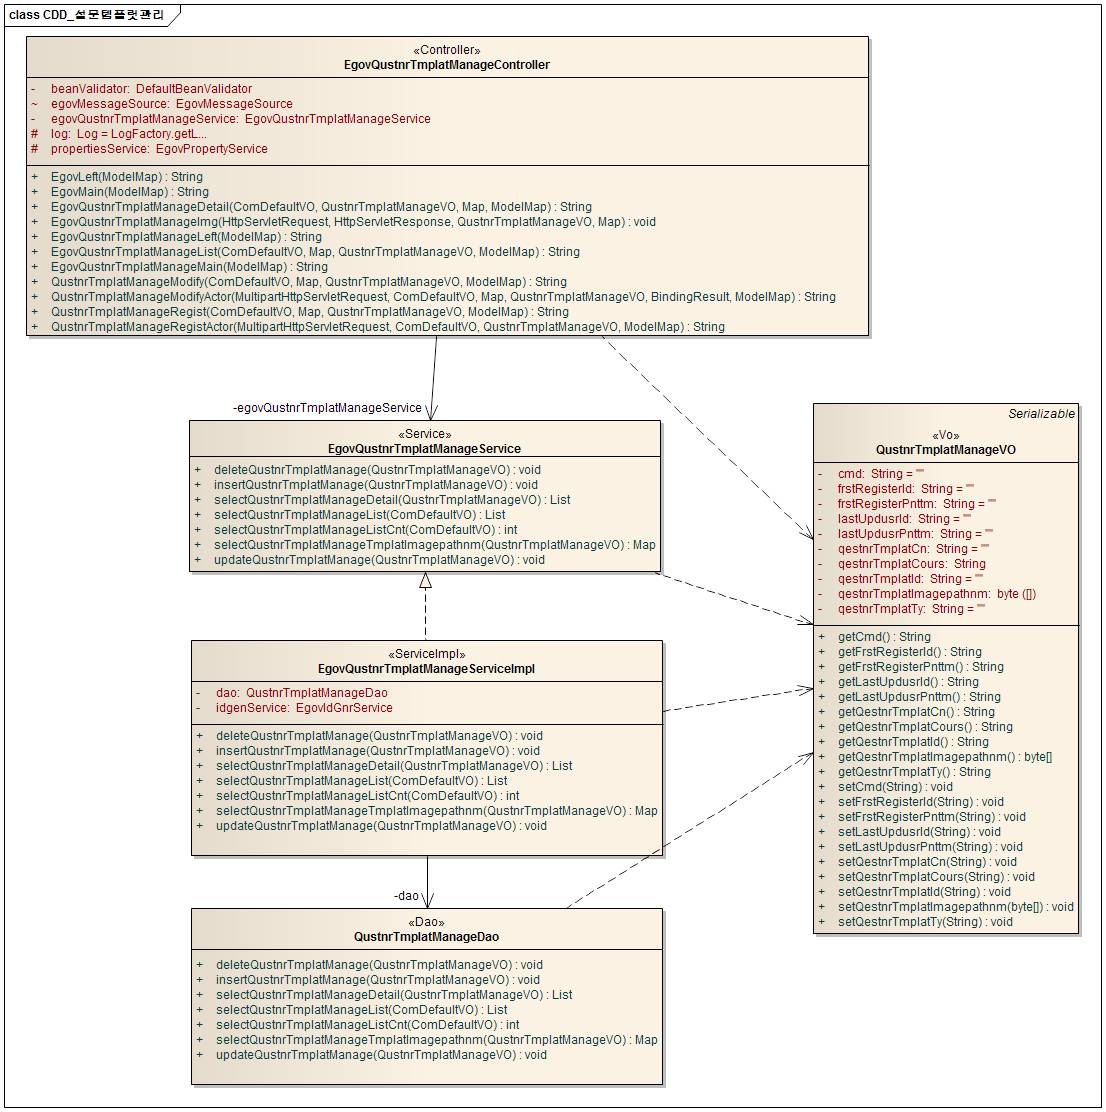 class CDD_설문템플릿관리
«Controller»
EgovQustnrTmplatManageController
- beanValidator: DefaultBeanValidator
~ egovMessageSource: EgovMessageSource
- egovQustnrTmplatManageService: EgovQustnrTmplatManageService
# log: Log = LogFactory.getL...
# propertiesService: EgovPropertyService
+ EgovLeft(ModelMap) : String
+ EgovMain(ModelMap) : String
+ EgovQustnrTmplatManageDetail(ComDefaultVO, QustnrTmplatManageVO, Map, ModelMap) : String
+ EgovQustnrTmplatManageImg(HttpServletRequest, HttpServletResponse, QustnrTmplatManageVO, Map) : void
+ EgovQustnrTmplatManageLeft(ModelMap) : String
+ EgovQustnrTmplatManageList(ComDefaultVO, Map, QustnrTmplatManageVO, ModelMap) : String
+ EgovQustnrTmplatManageMain(ModelMap) : String
+ QustnrTmplatManageModify(ComDefaultVO, Map, QustnrTmplatManageVO, ModelMap) : String
+ QustnrTmplatManageModifyActor(MultipartHttpServletRequest, ComDefaultVO, Map, QustnrTmplatManageVO, BindingResult, ModelMap) : String
+ QustnrTmplatManageRegist(ComDefaultVO, Map, QustnrTmplatManageVO, ModelMap) : String
+ QustnrTmplatManageRegistActor(MultipartHttpServletRequest, ComDefaultVO, QustnrTmplatManageVO, ModelMap) : String
-egovQustnrTmplatManageService
«Service»
EgovQustnrTmplatManageService
+ deleteQustnrTmplatManage(QustnrTmplatManageVO) : void
+ insertQustnrTmplatManage(QustnrTmplatManageVO) : void
+ selectQustnrTmplatManageDetail(QustnrTmplatManageVO) : List
+ selectQustnrTmplatManageList(ComDefaultVO) : List
+ selectQustnrTmplatManageListCnt(ComDefaultVO) : int
+ selectQustnrTmplatManageTmplatImagepathnm(QustnrTmplatManageVO) : Map
+ updateQustnrTmplatManage(QustnrTmplatManageVO) : void
«ServiceImpl»
EgovQustnrTmplatManageServiceImpl
- dao: QustnrTmplatManageDao
- idgenService: EgovIdGnrService
+ deleteQustnrTmplatManage(QustnrTmplatManageVO) : void
+ insertQustnrTmplatManage(QustnrTmplatManageVO) : void
+ selectQustnrTmplatManageDetail(QustnrTmplatManageVO) : List
+ selectQustnrTmplatManageList(ComDefaultVO) : List
+ selectQustnrTmplatManageListCnt(ComDefaultVO) : int
+ selectQustnrTmplatManageTmplatImagepathnm(QustnrTmplatManageVO) : Map
+ updateQustnrTmplatManage(QustnrTmplatManageVO) : void
-dao
«Dao»
QustnrTmplatManageDao
+ deleteQustnrTmplatManage(QustnrTmplatManageVO) : void
+ insertQustnrTmplatManage(QustnrTmplatManageVO) : void
+ selectQustnrTmplatManageDetail(QustnrTmplatManageVO) : List
+ selectQustnrTmplatManageList(ComDefaultVO) : List
+ selectQustnrTmplatManageListCnt(ComDefaultVO) : int
+ selectQustnrTmplatManageTmplatImagepathnm(QustnrTmplatManageVO) : Map
+ updateQustnrTmplatManage(QustnrTmplatManageVO) : void
Serializable
«Vo»
QustnrTmplatManageVO
- cmd: String = ""
- frstRegisterId: String = ""
- frstRegisterPnttm: String = ""
- lastUpdusrId: String = ""
- lastUpdusrPnttm: String = ""
- qestnrTmplatCn: String = ""
- qestnrTmplatCours: String
- qestnrTmplatId: String = ""
- qestnrTmplatImagepathnm: byte ([])
- qestnrTmplatTy: String = ""
+ getCmd() : String
+ getFrstRegisterId() : String
+ getFrstRegisterPnttm() : String
+ getLastUpdusrId() : String
+ getLastUpdusrPnttm() : String
+ getQestnrTmplatCn() : String
+ getQestnrTmplatCours() : String
+ getQestnrTmplatId() : String
+ getQestnrTmplatImagepathnm() : byte[]
+ getQestnrTmplatTy() : String
+ setCmd(String) : void
+ setFrstRegisterId(String) : void
+ setFrstRegisterPnttm(String) : void
+ setLastUpdusrId(String) : void
+ setLastUpdusrPnttm(String) : void
+ setQestnrTmplatCn(String) : void
+ setQestnrTmplatCours(String) : void
+ setQestnrTmplatId(String) : void
+ setQestnrTmplatImagepathnm(byte[]) : void
+ setQestnrTmplatTy(String) : void